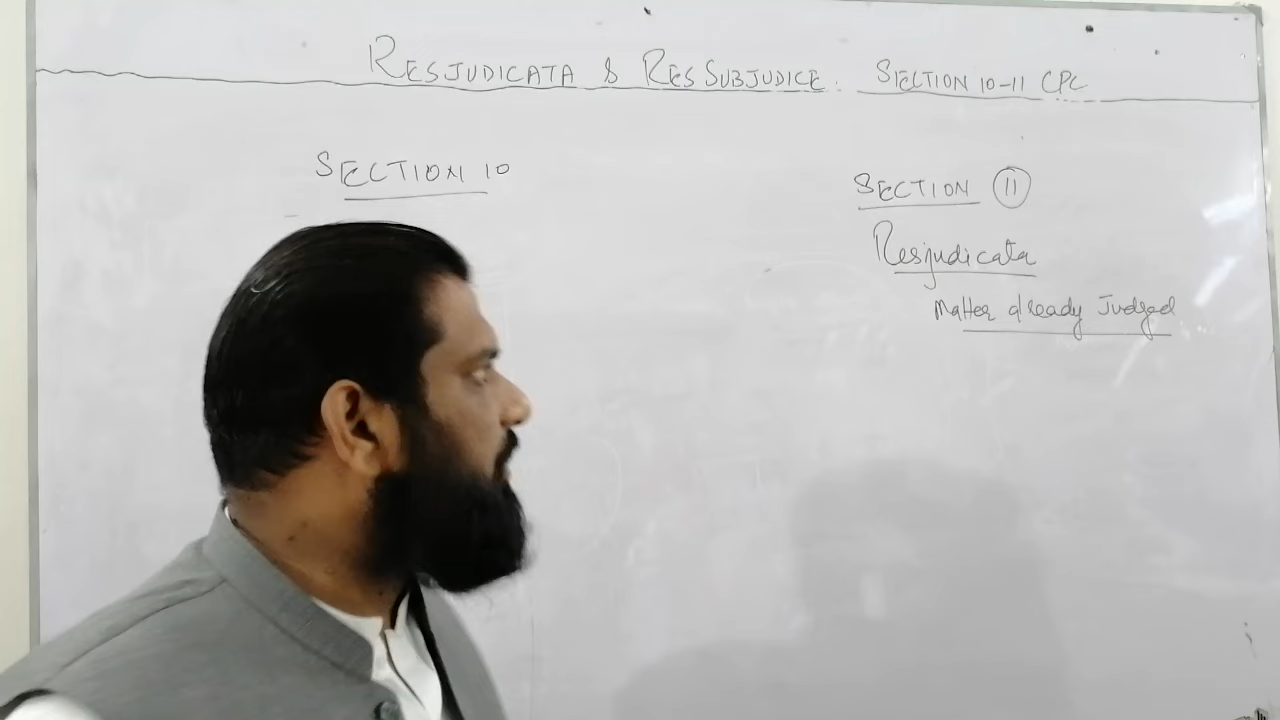 RESJUDICATA & RES SUBJUDICE: SECTION 10-11 CPC
SECTION 10
SECTION 11
Resjudicata
Matter already Judged